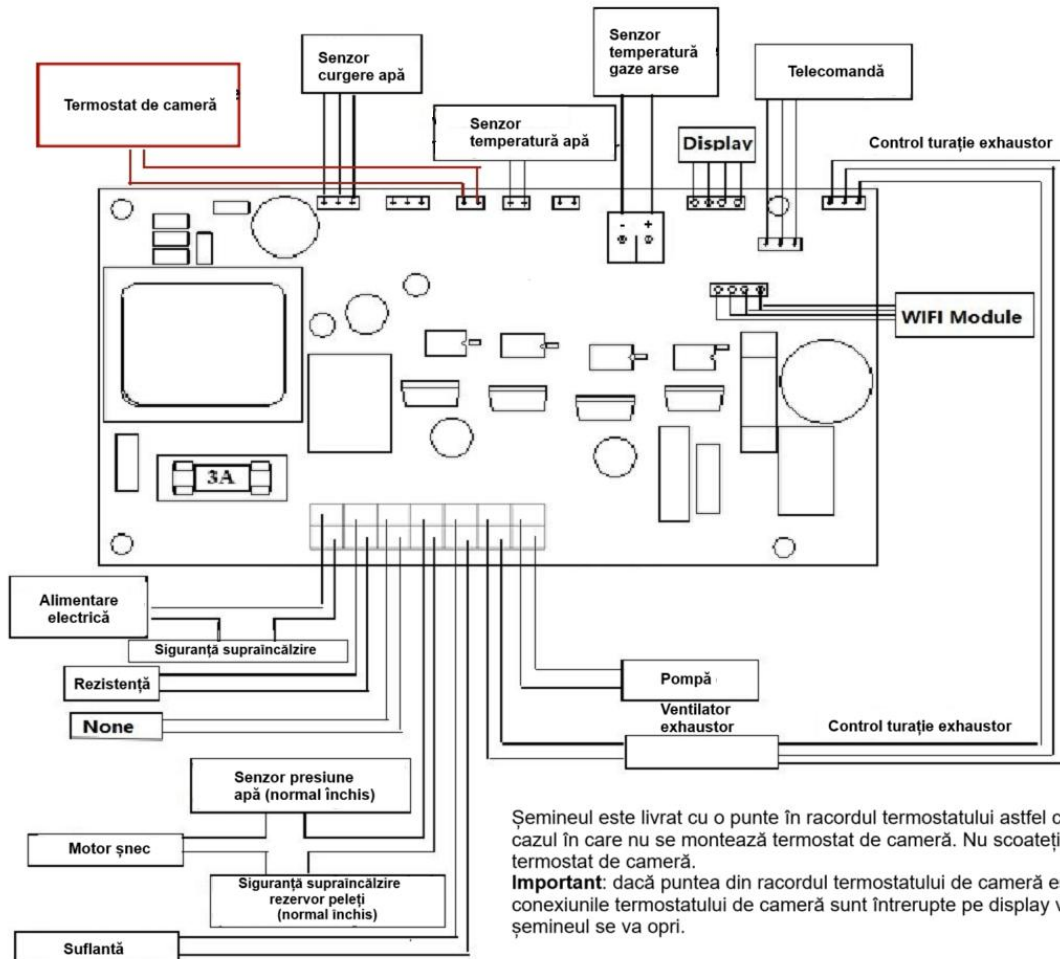 Senzor
curgere apă
Senzor
temperatură
gaze arse
Telecomandă
Termostat de cameră
Senzor
temperatură apă
Display
Control turație exhaustor
- +
WIFI Module
3A
Alimentare
electrică
Siguranță supraîncălzire
Rezistență
None
Pompă
Ventilator
exhaustor
Control turație exhaustor
Senzor presiune
apă (normal închis)
Motor șnec
Siguranță supraîncălzire
rezervor peleți
(normal închis)
Suflantă
Șemineul este livrat cu o punte în racordul termostatului astfel
cazul în care nu se montează termostat de cameră. Nu scoateți
termostat de cameră.
Important: dacă puntea din racordul termostatului de cameră
conexiunile termostatului de cameră sunt întrerupte pe display
șemineul se va opri.